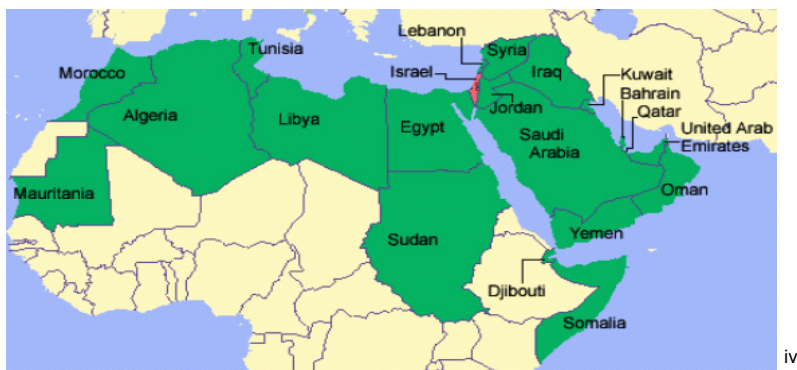 Lebanon
Tunisia
Syria
Morocco
Israel
Iraq
Kuwait
Bahrain
Qatar
Jordan
Algeria
Libya
Egypt
Saudi
Arabia
United Arab
Emirates
Mauritania
Oman
Yemen
Sudan
Djibouti
Somalia
iv